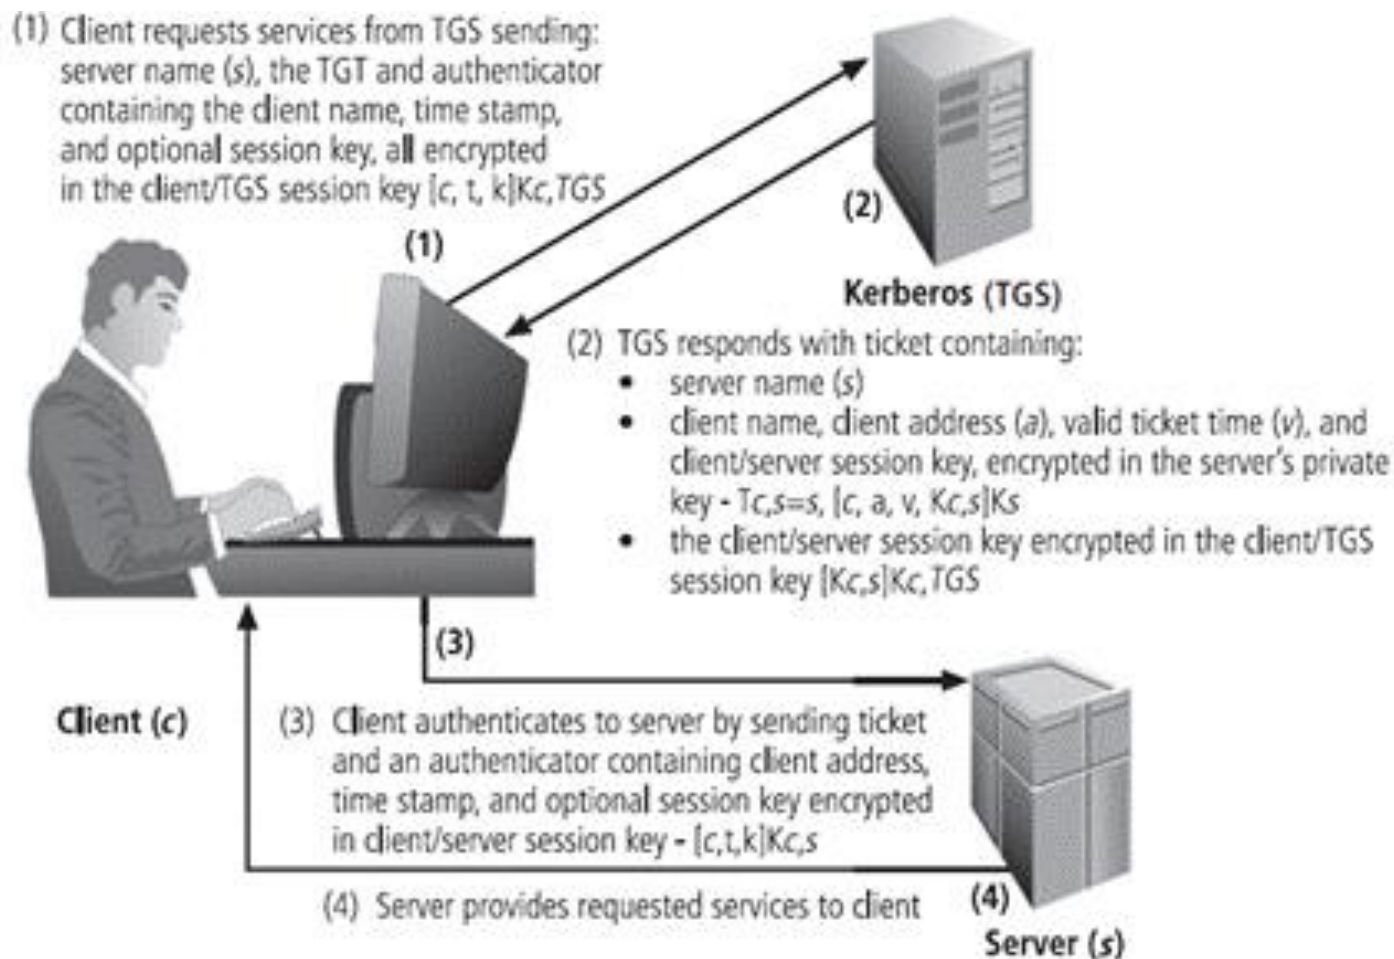 (1) Client requests services from TGS sending:
server name (s), the TGT and authenticator
containing the client name, time stamp,
and optional session key, all encrypted
in the client/TGS session key [c, t, k]Kc,TGS
(1)
(2)
Kerberos (TGS)
(2) TGS responds with ticket containing:
• server name (s)
• client name, client address (a), valid ticket time (v), and
client/server session key, encrypted in the server's private
key - Tc,s=s, [c, a, v, Kc,s]Ks
• the client/server session key encrypted in the client/TGS
session key [Kc,s]Kc,TGS
(3)
Client (c)
(3) Client authenticates to server by sending ticket
and an authenticator containing client address,
time stamp, and optional session key encrypted
in client/server session key - [c,t,k]Kc,s
(4) Server provides requested services to client
(4)
Server (s)